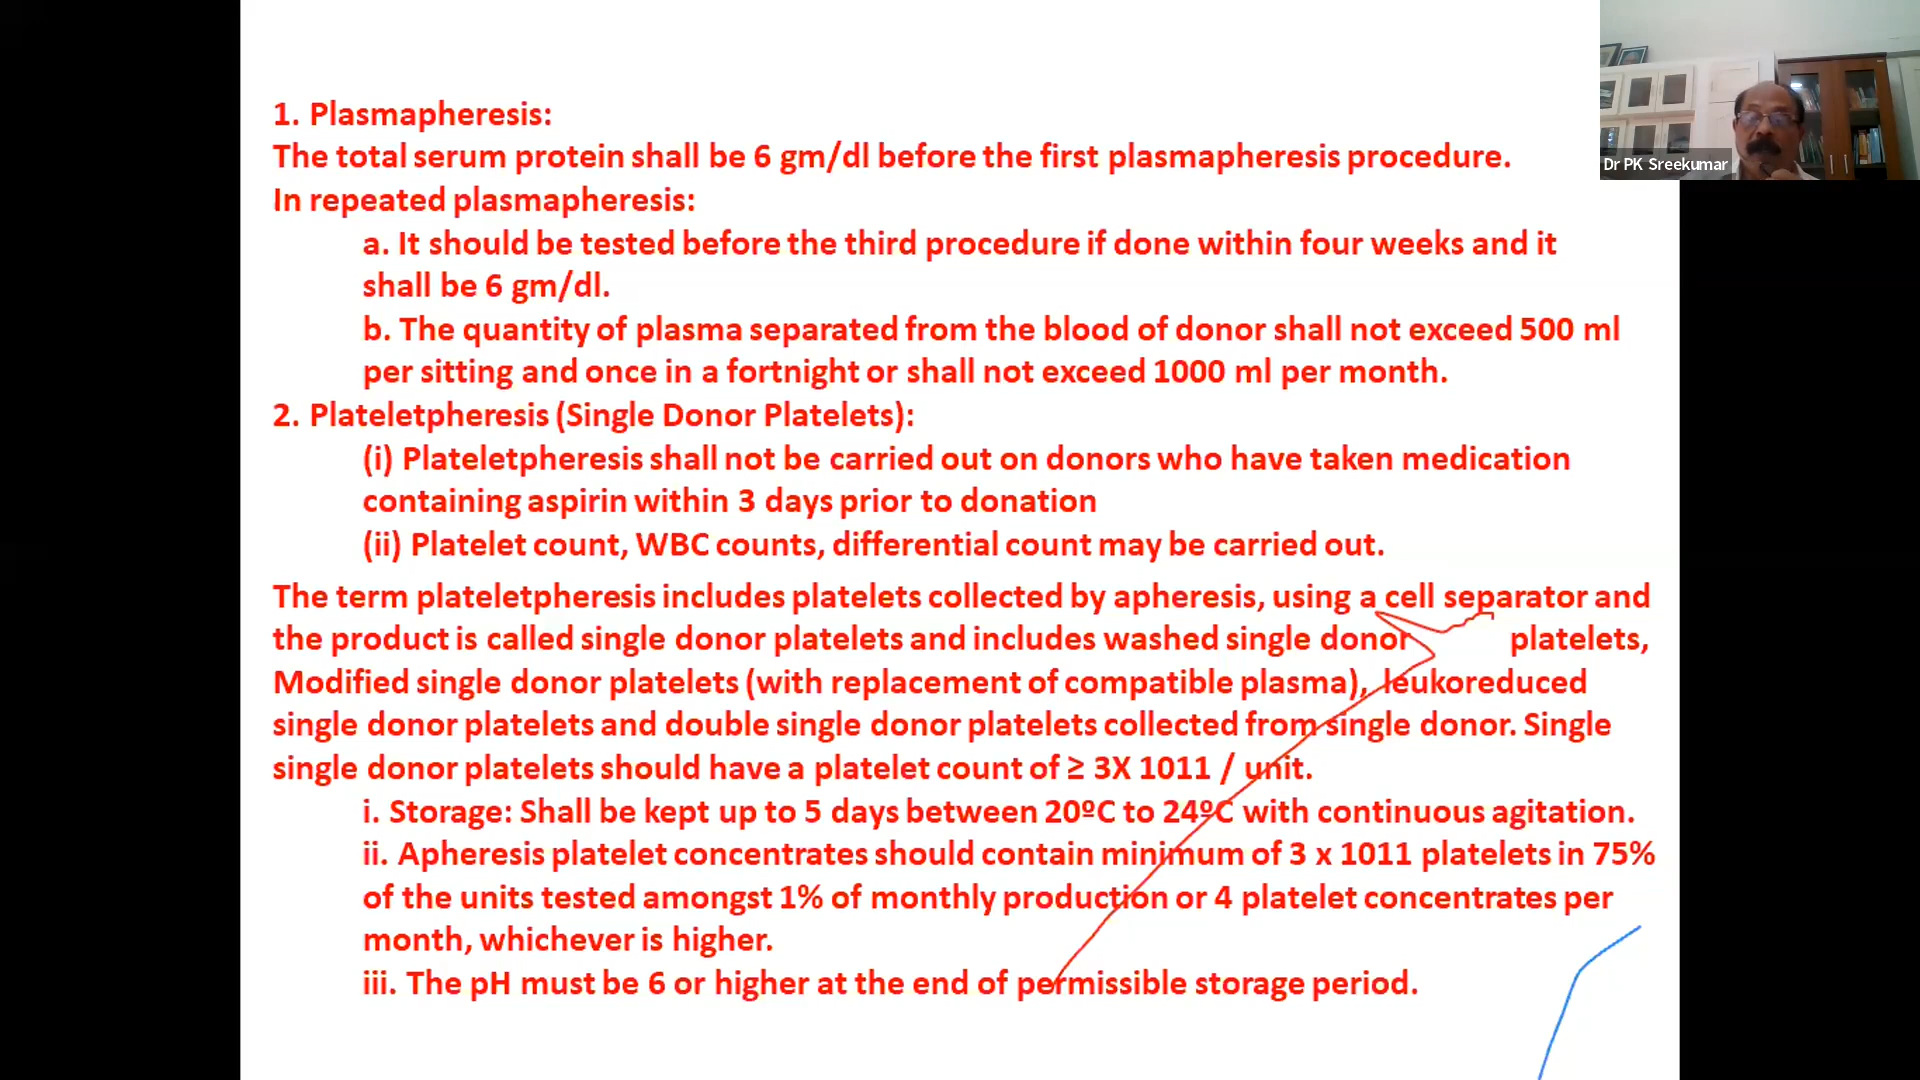 1. Plasmapheresis:
The total serum protein shall be 6 gm/dl before the first plasmapheresis procedure.
In repeated plasmapheresis:
a. It should be tested before the third procedure if done within four weeks and it
shall be 6 gm/dl.
b. The quantity of plasma separated from the blood of donor shall not exceed 500 ml
per sitting and once in a fortnight or shall not exceed 1000 ml per month.
2. Plateletpheresis (Single Donor Platelets):
(i) Plateletpheresis shall not be carried out on donors who have taken medication
containing aspirin within 3 days prior to donation
(ii) Platelet count, WBC counts, differential count may be carried out.
The term plateletpheresis includes platelets collected by apheresis, using a cell separator and
the product is called single donor platelets and includes washed single donor platelets,
Modified single donor platelets (with replacement of compatible plasma), leukoreduced
single donor platelets and double single donor platelets collected from single donor. Single
single donor platelets should have a platelet count of ≥ 3X 1011 / unit.
i. Storage: Shall be kept up to 5 days between 20ºC to 24ºC with continuous agitation.
ii. Apheresis platelet concentrates should contain minimum of 3 x 1011 platelets in 75%
of the units tested amongst 1% of monthly production or 4 platelet concentrates per
month, whichever is higher.
iii. The pH must be 6 or higher at the end of permissible storage period.
Dr PK Sreekumar